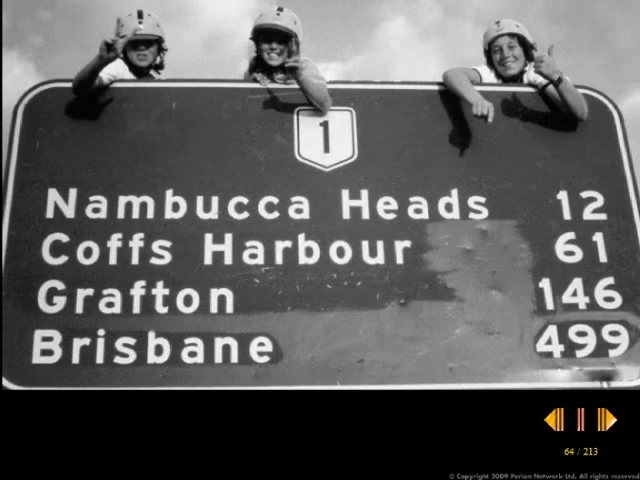 1
Nambucca Heads 12
Coffs Harbour 61
Grafton 146
Brisbane 499
64 / 213
© Copyright 2009 Perion Network Ltd. All rights reserved